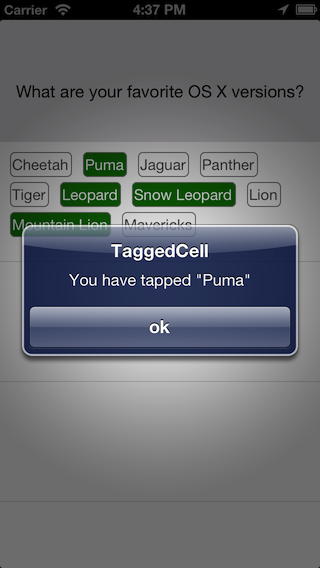 Carrier 4:37 PM
What are your favorite OS X versions?
Cheetah Puma Jaguar Panther
Tiger Leopard Snow Leopard Lion
Mountain Lion Mavericks
TaggedCell
You have tapped "Puma"
ok